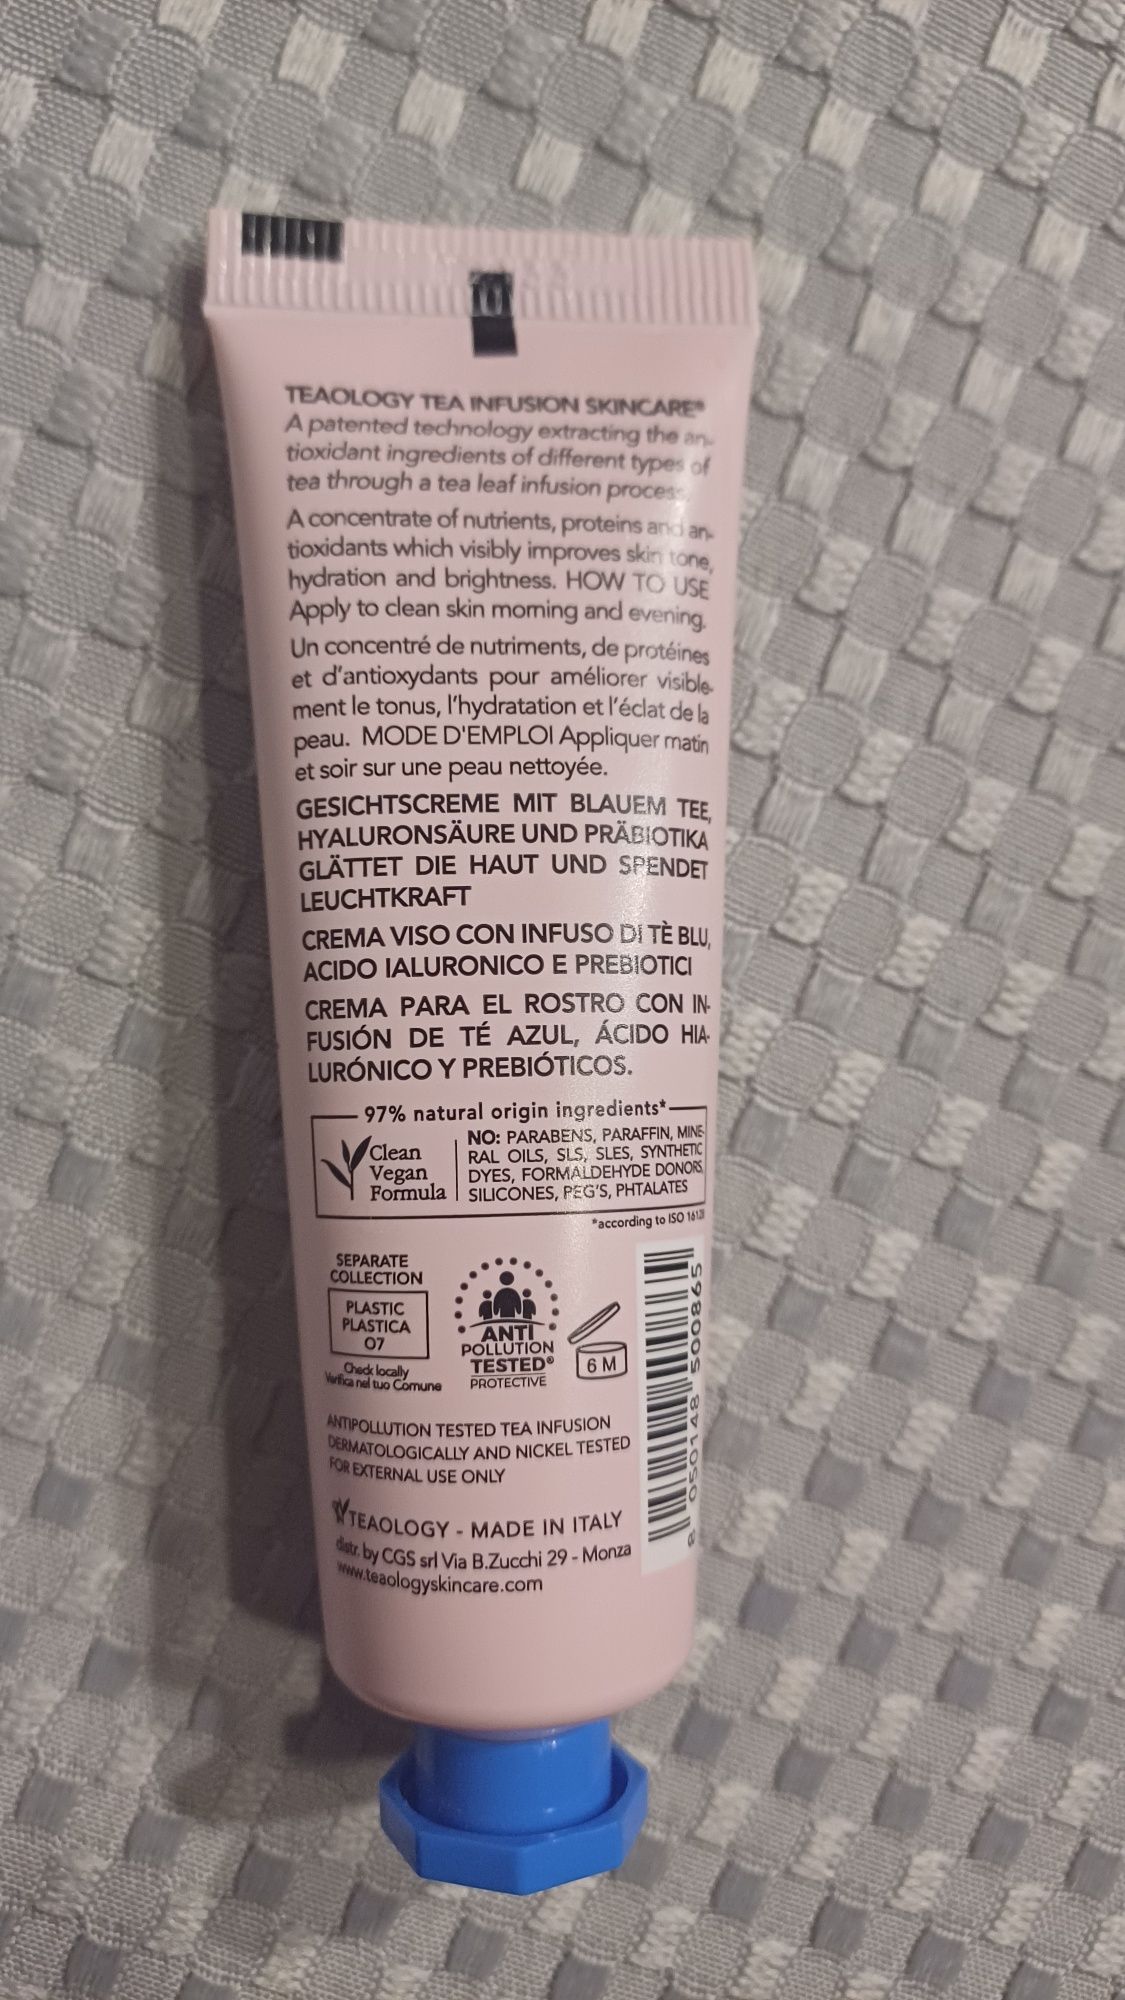 TEAOLOGY TEA INFUSION SKINCARE®
A patented technology extracting the an-
tioxidant ingredients of different types of
tea through a tea leaf infusion process.
A concentrate of nutrients, proteins and an-
tioxidants which visibly improves skin tone,
hydration and brightness. HOW TO USE
Apply to clean skin morning and evening.
Un concentré de nutriments, de protéines
et d'antioxydants pour améliorer visible-
ment le tonus, l'hydratation et l'éclat de la
peau. MODE D'EMPLOI Appliquer matin
et soir sur une peau nettoyée.
GESICHTSCREME MIT BLAUEM TEE,
HYALURONSÄURE UND PRÄBIOTIKA
GLÄTTET DIE HAUT UND SPENDET
LEUCHTKRAFT
CREMA VISO CON INFUSO DI TÈ BLU,
ACIDO IALURONICO E PREBIOTICI
CREMA PARA EL ROSTRO CON IN-
FUSIÓN DE TÉ AZUL, ÁCIDO HIA-
LURÓNICO Y PREBIÓTICOS.
97% natural origin ingredients*
Clean
Vegan
Formula
NO: PARABENS, PARAFFIN, MINE-
RAL OILS, SLS, SLES, SYNTHETIC
DYES, FORMALDEHYDE DONORS,
SILICONES, PEG'S, PHTALATES
*according to ISO 16128
SEPARATE
COLLECTION
PLASTIC
PLASTICA
07
Check locally
Verifica nel tuo Comune
ANTI
POLLUTION
TESTED®
PROTECTIVE
6 M
8 050148 500865
ANTIPOLLUTION TESTED TEA INFUSION
DERMATOLOGICALLY AND NICKEL TESTED
FOR EXTERNAL USE ONLY
TEAOLOGY - MADE IN ITALY
distr. by CGS srl Via B.Zucchi 29 - Monza
www.teaologyskincare.com